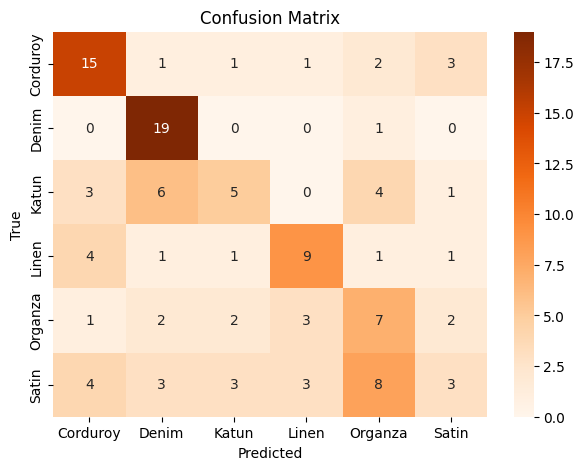 Confusion Matrix
True
Corduroy 15 1 1 1 2 3
Denim 0 19 0 0 1 0
Katun 3 6 5 0 4 1
Linen 4 1 1 9 1 1
Organza 1 2 2 3 7 2
Satin 4 3 3 3 8 3
Corduroy Denim Katun Linen Organza Satin
Predicted
17.5
15.0
12.5
10.0
7.5
5.0
2.5
0.0